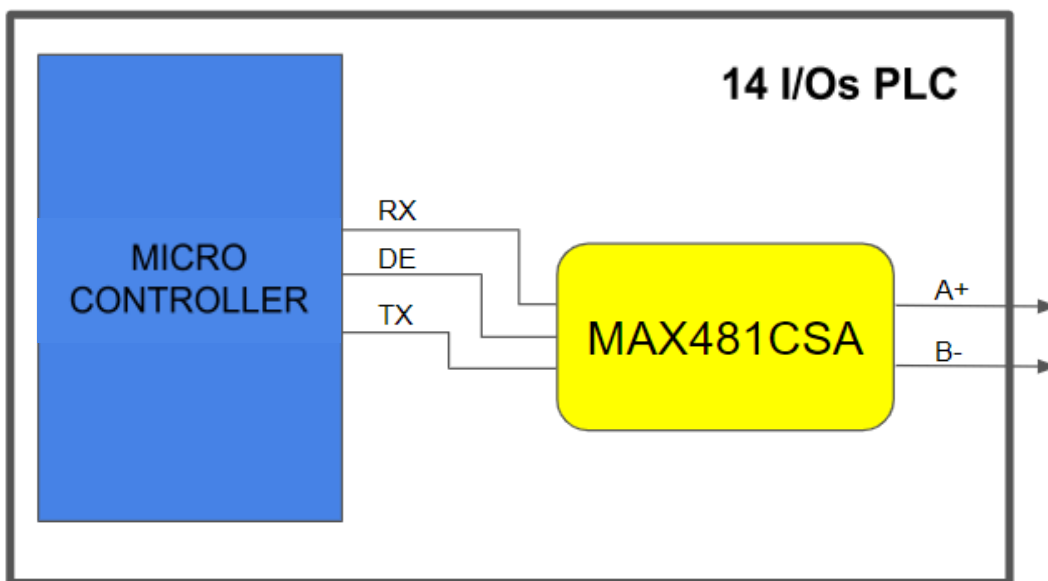 14 I/Os PLC
MICRO
CONTROLLER
RX
DE
TX
MAX481CSA
A+
B-